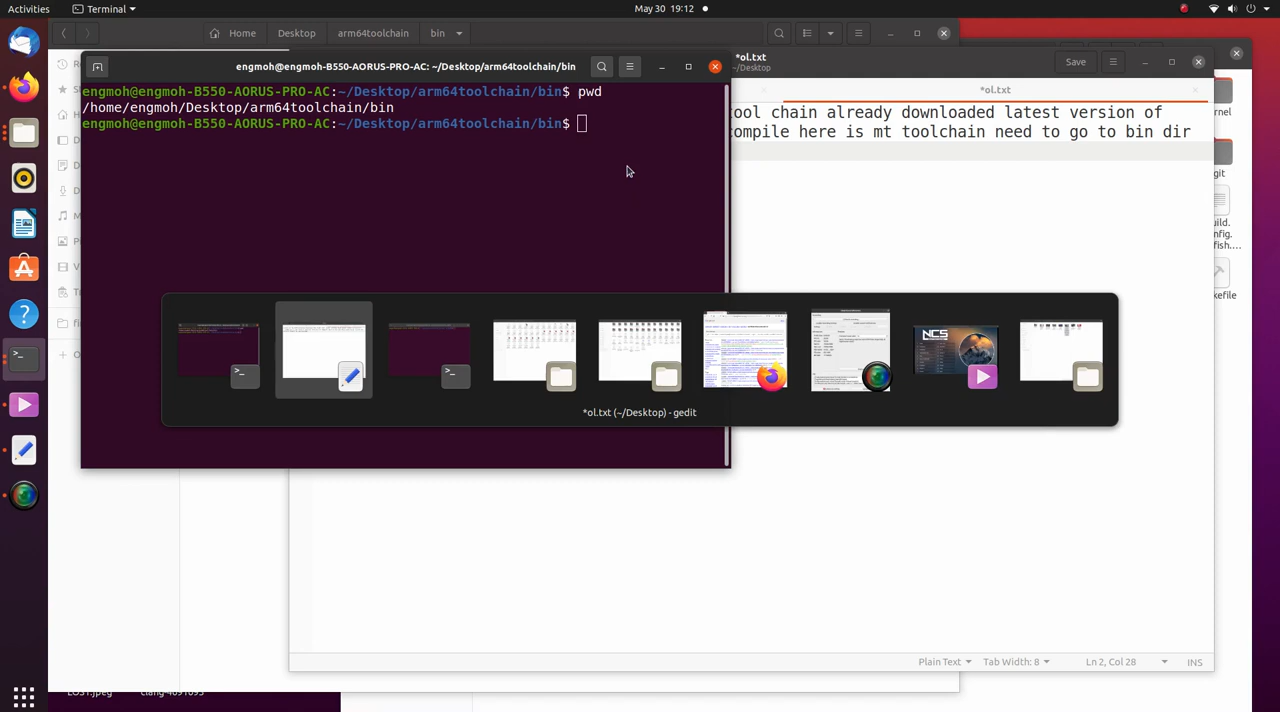 Activities
Terminal
May 30 19:12
Home
Desktop
arm64toolchain
bin
engmoh@engmoh-B550-AORUS-PRO-AC: ~/Desktop/arm64toolchain/bin
engmoh@engmoh-B550-AORUS-PRO-AC:~/Desktop/arm64toolchain/bin$ pwd
/home/engmoh/Desktop/arm64toolchain/bin
engmoh@engmoh-B550-AORUS-PRO-AC:~/Desktop/arm64toolchain/bin$
*ol.txt
~/Desktop
Save
*ol.txt
tool chain already downloaded latest version of
compile here is mt toolchain need to go to bin dir
NCS
*ol.txt (~/Desktop) - gedit
Plain Text
Tab Width: 8
Ln 2, Col 28
INS